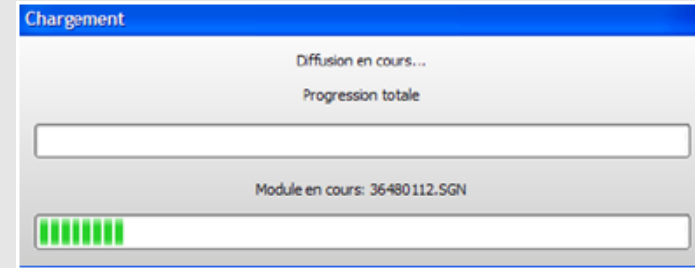 Chargement
Diffusion en cours...
Progression totale
Module en cours: 36480112.SGN